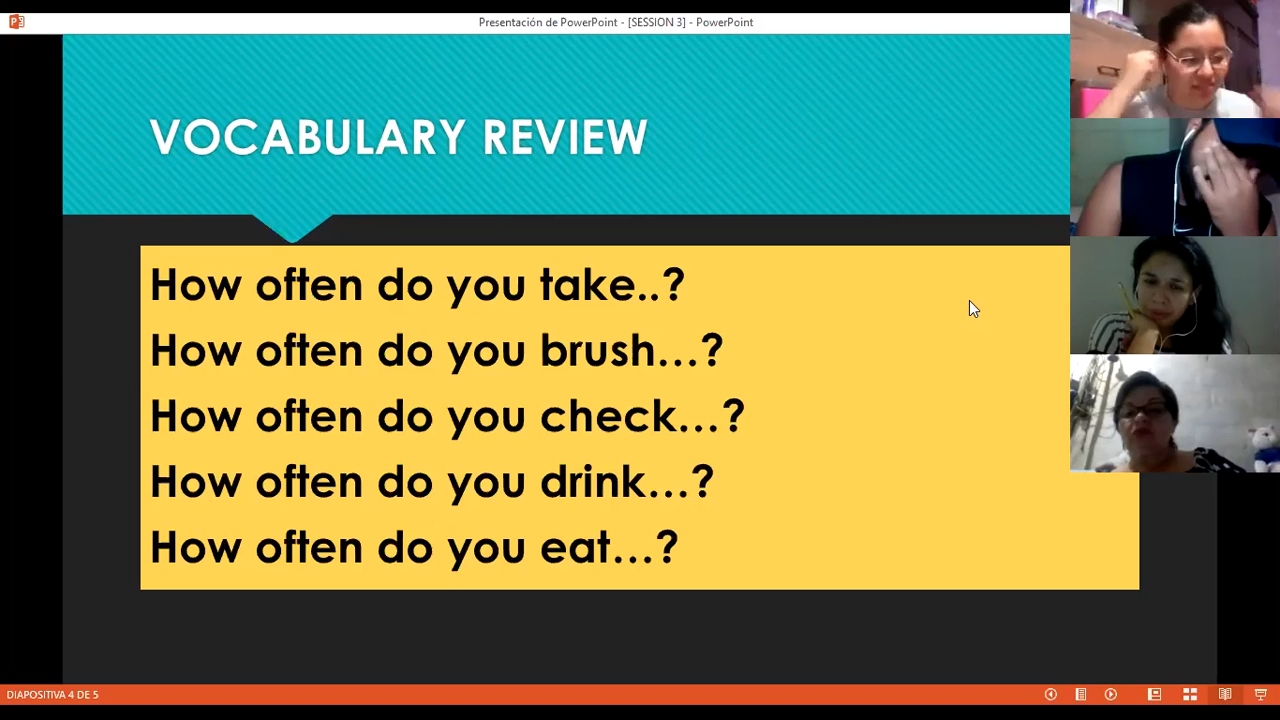 Presentación de PowerPoint - [SESSION 3] - PowerPoint
VOCABULARY REVIEW
How often do you take..?
How often do you brush...?
How often do you check...?
How often do you drink...?
How often do you eat...?
DIAPOSITIVA 4 DE 5